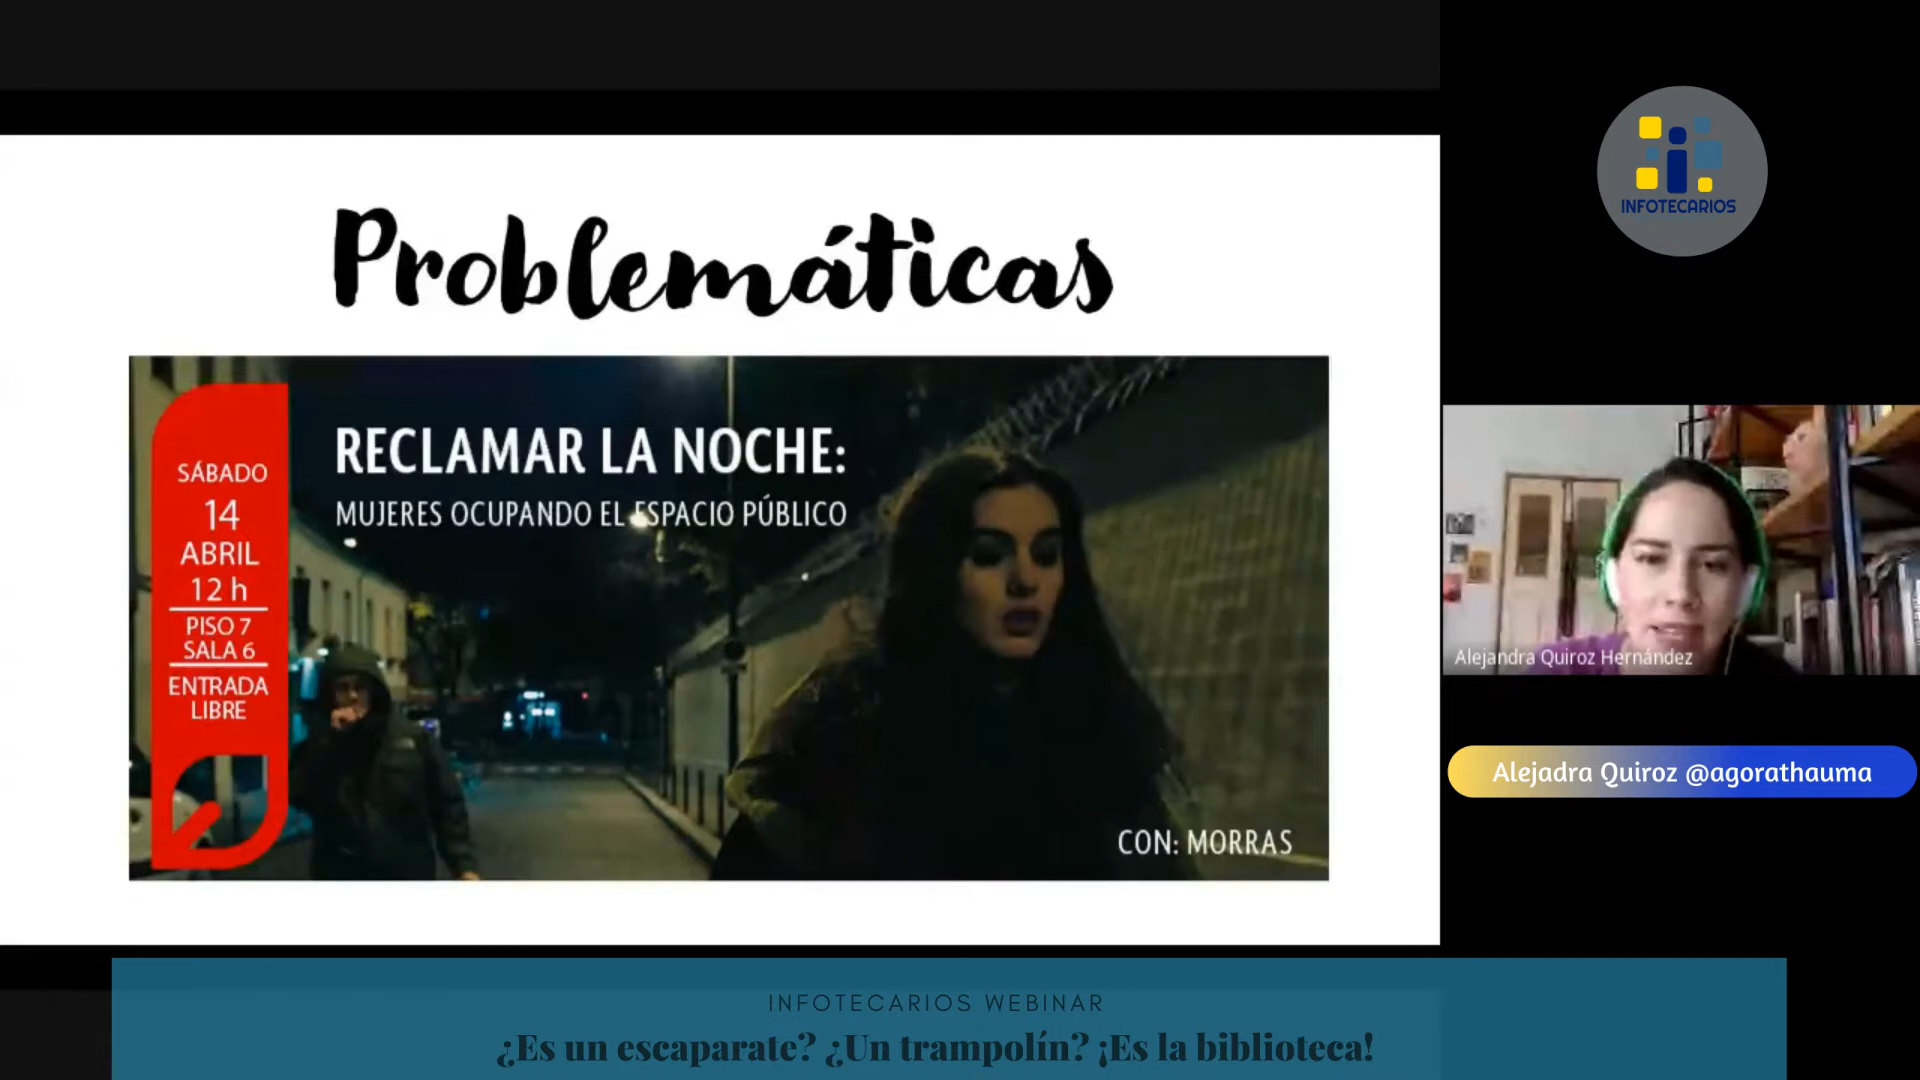 Problemáticas
RECLAMAR LA NOCHE:
MUJERES OCUPANDO EL ESPACIO PÚBLICO
SÁBADO
14
ABRIL
12 h
PISO 7
SALA 6
ENTRADA
LIBRE
CON: MORRAS
INFOTECARIOS
Alejandra Quiroz Hernández
Alejadra Quiroz @agorathauma
INFOTECARIOS WEBINAR
¿Es un escaparate? ¿Un trampolín? ¡Es la biblioteca!